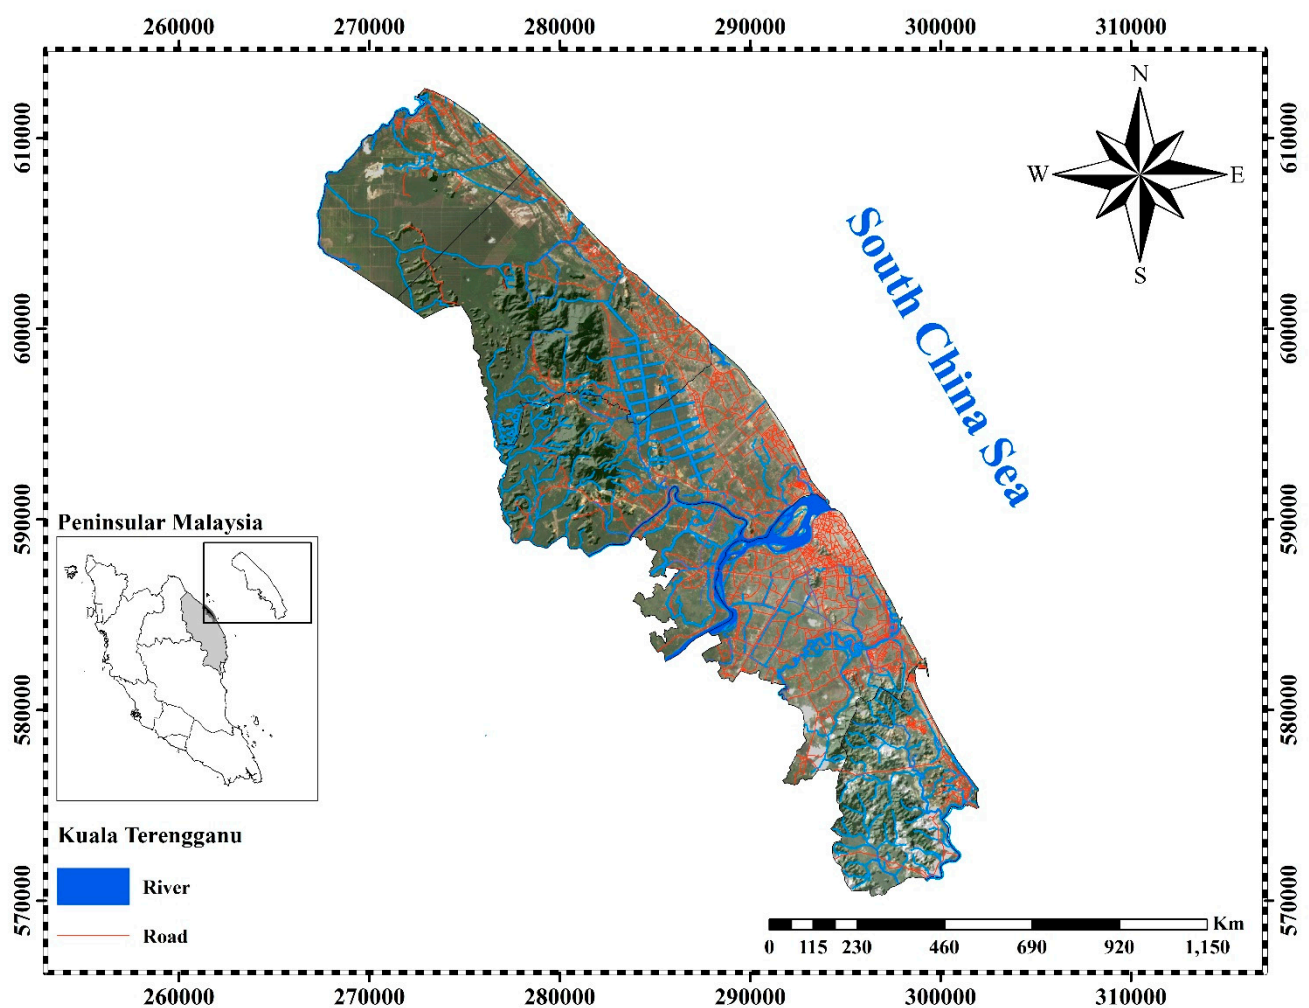 260000 270000 280000 290000 300000 310000
N
W E
S
610000 610000
600000 600000
590000 590000
580000 580000
570000 570000
South China Sea
Peninsular Malaysia
Kuala Terengganu
River
Road
Km
0 115 230 460 690 920 1,150
260000 270000 280000 290000 300000 310000